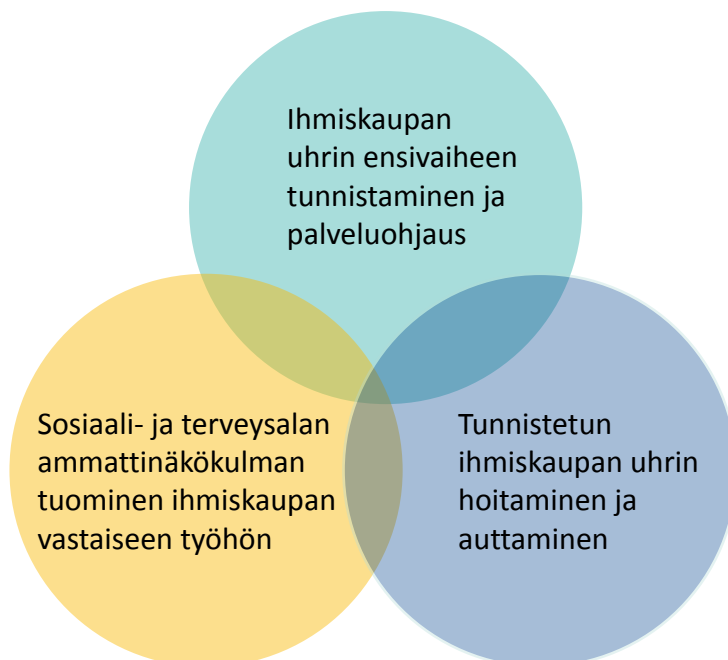 Ihmiskaupan
uhrin ensivaiheen
tunnistaminen ja
palveluohjaus
Sosiaali- ja terveysalan
ammattinäkökulman
tuominen ihmiskaupan
vastaiseen työhön
Tunnistetun
ihmiskaupan uhrin
hoitaminen ja
auttaminen